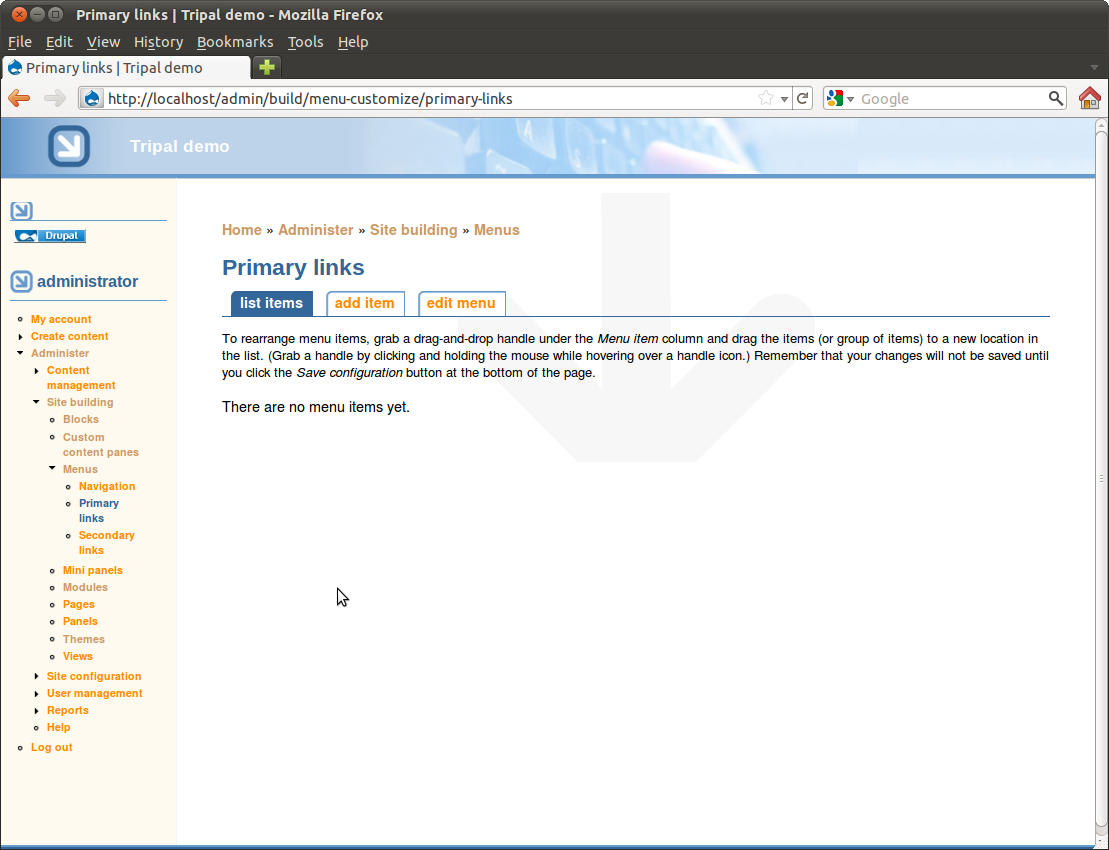 Primary links | Tripal demo - Mozilla Firefox
File Edit View History Bookmarks Tools Help
Primary links | Tripal demo
http://localhost/admin/build/menu-customize/primary-links
Google
Tripal demo
Drupal
administrator
My account
Create content
Administer
Content
management
Site building
Blocks
Custom
content panes
Menus
Navigation
Primary
links
Secondary
links
Mini panels
Modules
Pages
Panels
Themes
Views
Site configuration
User management
Reports
Help
Log out
Home » Administer » Site building » Menus
Primary links
list items add item edit menu
To rearrange menu items, grab a drag-and-drop handle under the Menu item column and drag the items (or group of items) to a new location in
the list. (Grab a handle by clicking and holding the mouse while hovering over a handle icon.) Remember that your changes will not be saved until
you click the Save configuration button at the bottom of the page.
There are no menu items yet.